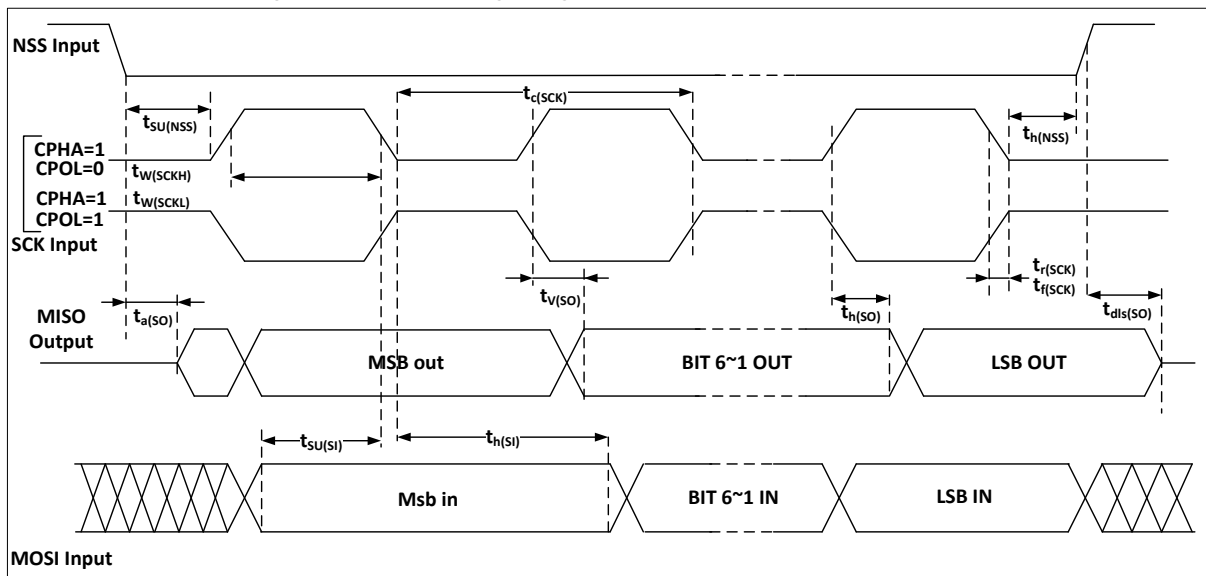 NSS Input
tc(SCK)
tSU(NSS)
th(NSS)
CPHA=1
CPOL=0
tW(SCKH)
CPHA=1
tW(SCKL)
CPOL=1
SCK Input
tr(SCK)
tf(SCK)
tV(SO)
ta(SO)
th(SO)
tdls(SO)
MISO
Output
MSB out
BIT 6~1 OUT
LSB OUT
tSU(SI)
th(SI)
Msb in
BIT 6~1 IN
LSB IN
MOSI Input